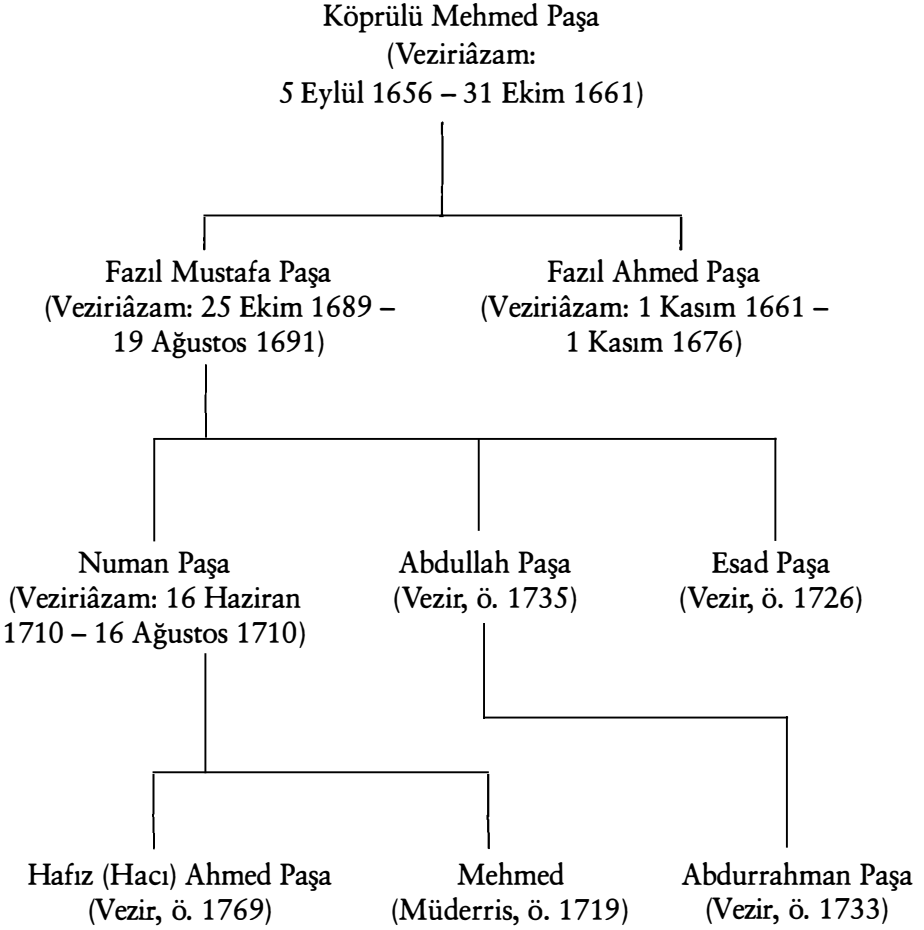 Köprülü Mehmed Paşa
(Veziriâzam:
5 Eylül 1656 – 31 Ekim 1661)
Fazıl Mustafa Paşa
(Veziriâzam: 25 Ekim 1689 –
19 Ağustos 1691)
Fazıl Ahmed Paşa
(Veziriâzam: 1 Kasım 1661 –
1 Kasım 1676)
Numan Paşa
(Veziriâzam: 16 Haziran
1710 – 16 Ağustos 1710)
Abdullah Paşa
(Vezir, ö. 1735)
Esad Paşa
(Vezir, ö. 1726)
Hafız (Hacı) Ahmed Paşa
(Vezir, ö. 1769)
Mehmed
(Müderris, ö. 1719)
Abdurrahman Paşa
(Vezir, ö. 1733)